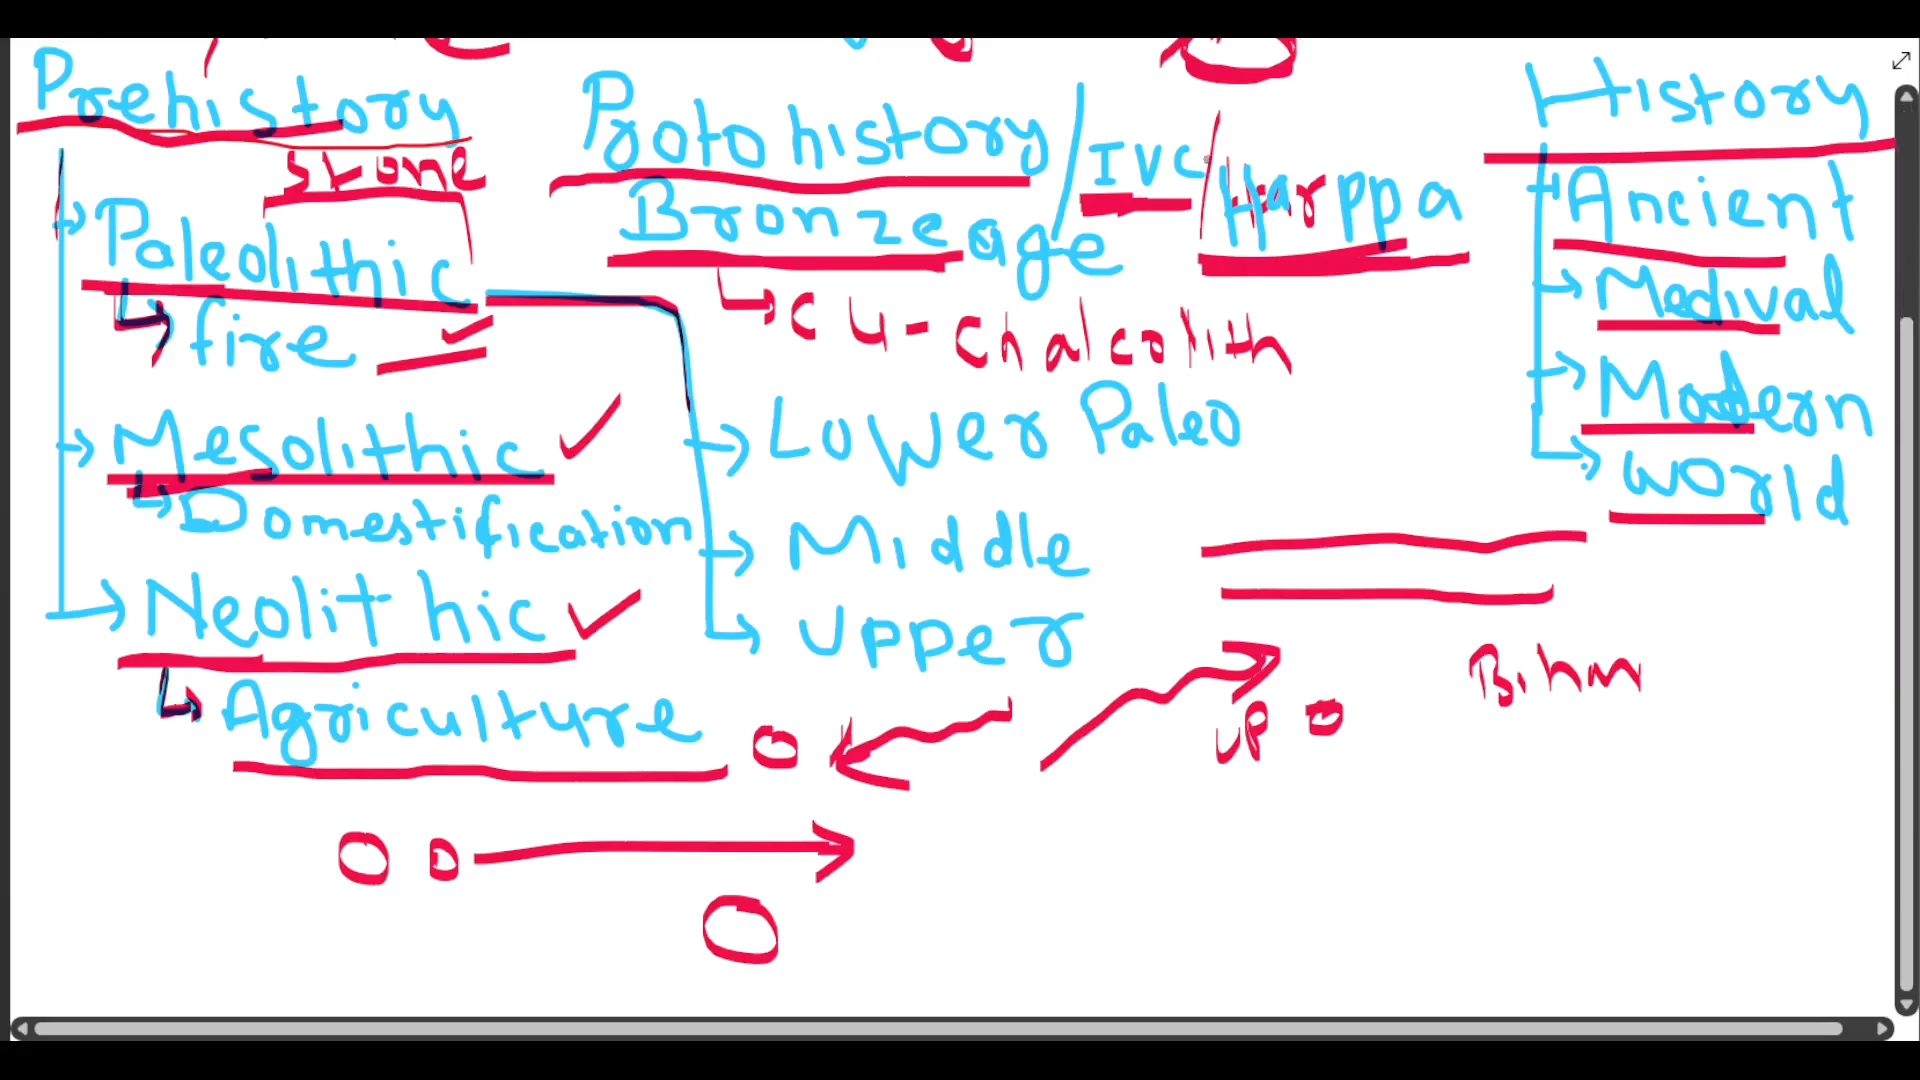 Prehistory
Stone
Paleolithic
fire
Mesolithic
Domestification
Neolithic
Agriculture
Protohistory / IVC / Harppa
Bronze age
Cu - Chalcolith
Lower Paleo
Middle
Upper
UP
History
Ancient
Medival
Modern
World